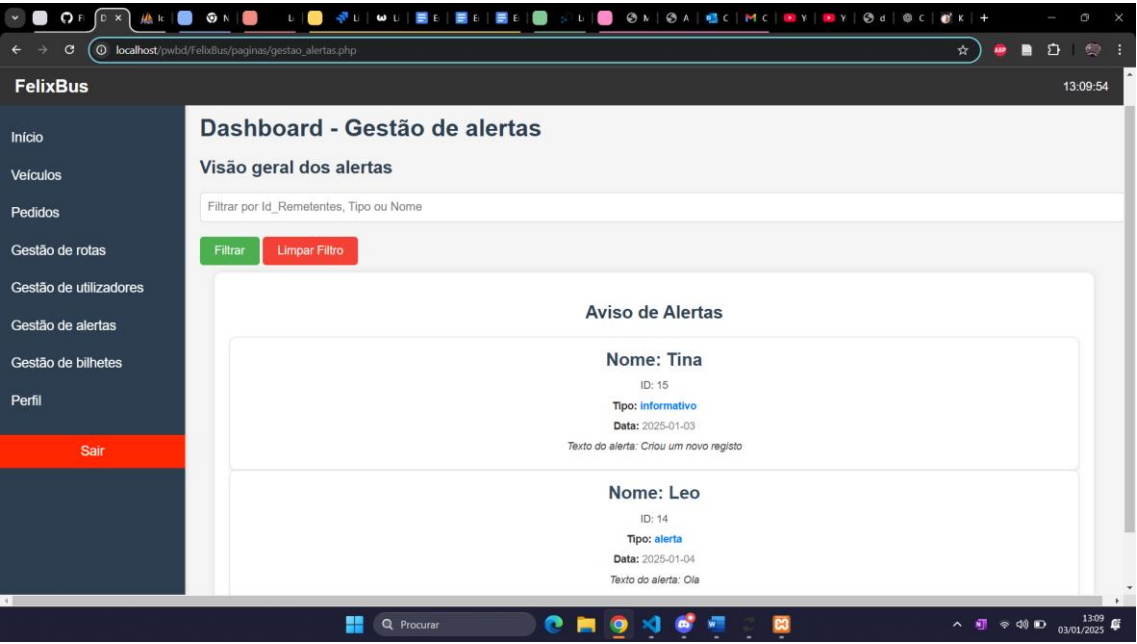 localhost/pwbd/FelixBus/paginas/gestao_alertas.php
ABP
FelixBus
13:09:54
Início
Veículos
Pedidos
Gestão de rotas
Gestão de utilizadores
Gestão de alertas
Gestão de bilhetes
Perfil
Sair
Dashboard - Gestão de alertas
Visão geral dos alertas
Filtrar por Id_Remetentes, Tipo ou Nome
Filtrar
Limpar Filtro
Aviso de Alertas
Nome: Tina
ID: 15
Tipo: informativo
Data: 2025-01-03
Texto do alerta: Criou um novo registo
Nome: Leo
ID: 14
Tipo: alerta
Data: 2025-01-04
Texto do alerta: Ola
Procurar
13:09
03/01/2025